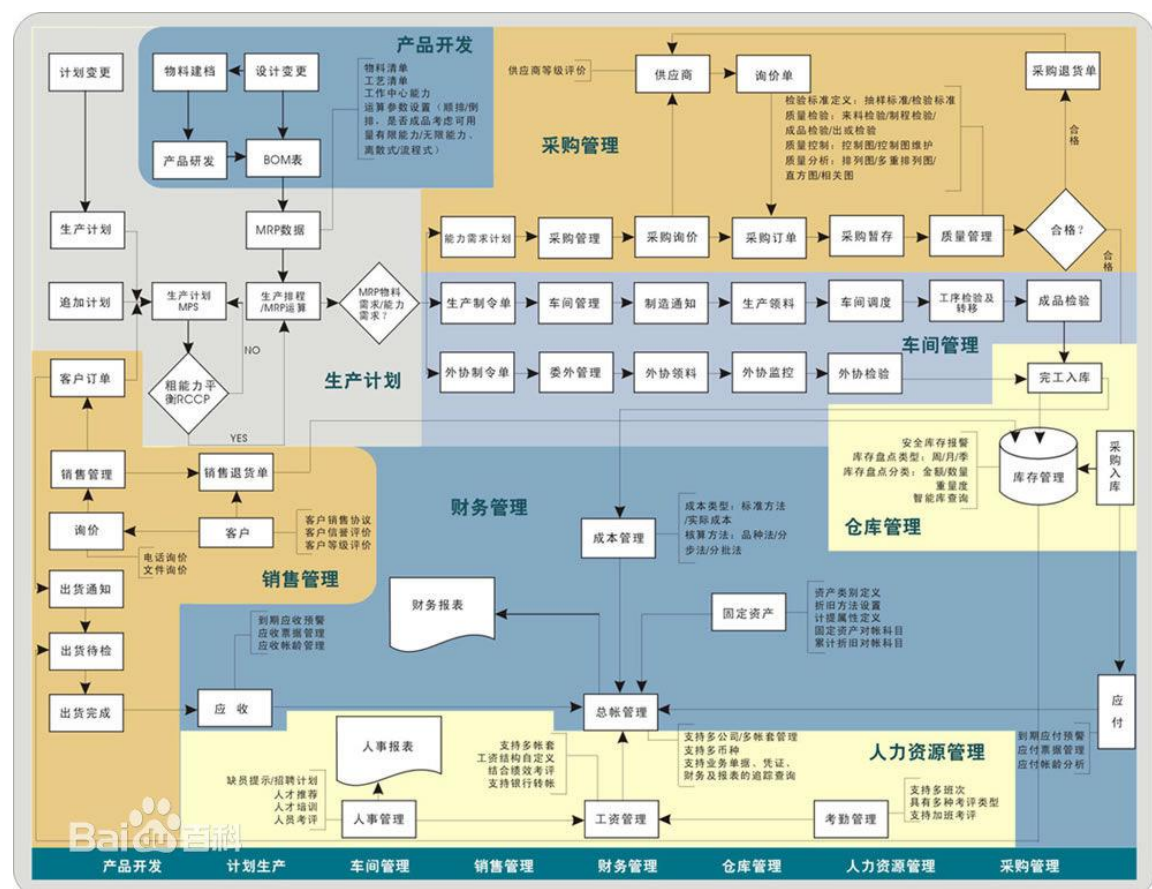 产品开发
计划变更
物料建档
设计变更
物料清单
工艺清单
工作中心能力
运算参数设置（顺排/倒
排，是否成品考虑可用
量有限能力/无限能力、
离散式/流程式）
产品研发
BOM表
供应商等级评价
供应商
询价单
采购退货单
采购管理
检验标准定义：抽样标准/检验标准
质量检验：来料检验/制程检验/
成品检验/出或检验
质量控制：控制图/控制图维护
质量分析：排列图/多重排列图/
直方图/相关图
合格
生产计划
MRP数据
能力需求计划
采购管理
采购询价
采购订单
采购暂存
质量管理
合格？
合格
追加计划
生产计划
MPS
生产排程
/MRP运算
MRP物料
需求/能力
需求？
生产制令单
车间管理
制造通知
生产领料
车间调度
工序检验及
转移
成品检验
NO
车间管理
客户订单
粗能力平
衡RCCP
生产计划
外协制令单
委外管理
外协领料
外协监控
外协检验
完工入库
YES
销售管理
销售退货单
安全库存报警
库存盘点类型：周/月/季
库存盘点分类：金额/数量
重量度
智能库查询
库存管理
采购入库
仓库管理
询价
客户
客户销售协议
客户信誉评价
客户等级评价
电话询价
文件询价
销售管理
财务管理
成本管理
成本类型：标准方法
/实际成本
核算方法：品种法/分
步法/分批法
出货通知
出货待检
出货完成
到期应收预警
应收票据管理
应收帐龄管理
应收
财务报表
固定资产
资产类别定义
折旧方法设置
计提属性定义
固定资产对帐科目
累计折旧对帐科目
总帐管理
应付
到期应付预警
应付票据管理
应付帐龄分析
人事报表
支持多帐套
工资结构自定义
结合绩效考评
支持银行转帐
支持多公司/多帐套管理
支持多币种
支持业务单据、凭证、
财务及报表的追踪查询
人力资源管理
缺员提示/招聘计划
人才推荐
人才培训
人员考评
人事管理
工资管理
考勤管理
支持多班次
具有多种考评类型
支持加班考评
Bai du 百科
产品开发
计划生产
车间管理
销售管理
财务管理
仓库管理
人力资源管理
采购管理